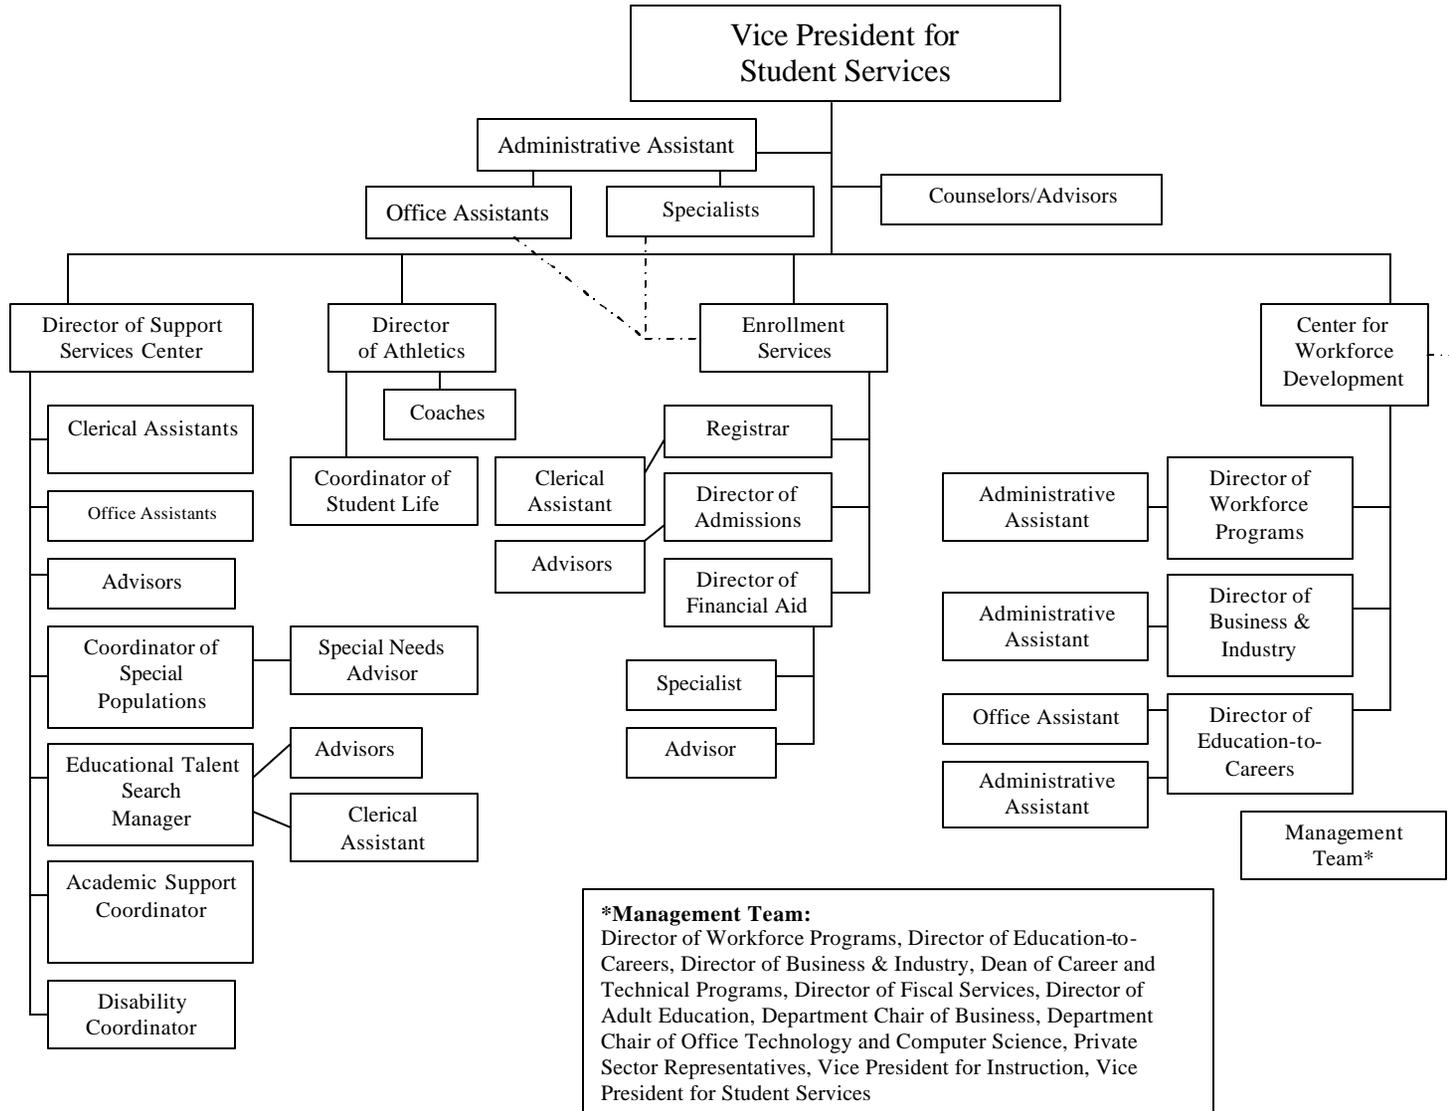 Vice President for
Student Services
Administrative Assistant
Office Assistants
Specialists
Counselors/Advisors
Director of Support
Services Center
Clerical Assistants
Office Assistants
Advisors
Coordinator of
Special
Populations
Special Needs
Advisor
Educational Talent
Search
Manager
Advisors
Clerical
Assistant
Academic Support
Coordinator
Disability
Coordinator
Director
of Athletics
Coaches
Coordinator of
Student Life
Enrollment
Services
Registrar
Clerical
Assistant
Director of
Admissions
Advisors
Director of
Financial Aid
Specialist
Advisor
Center for
Workforce
Development
Director of
Workforce
Programs
Administrative
Assistant
Director of
Business &
Industry
Administrative
Assistant
Director of
Education-to-
Careers
Office Assistant
Administrative
Assistant
Management
Team*
*Management Team:
Director of Workforce Programs, Director of Education-to-
Careers, Director of Business & Industry, Dean of Career and
Technical Programs, Director of Fiscal Services, Director of
Adult Education, Department Chair of Business, Department
Chair of Office Technology and Computer Science, Private
Sector Representatives, Vice President for Instruction, Vice
President for Student Services